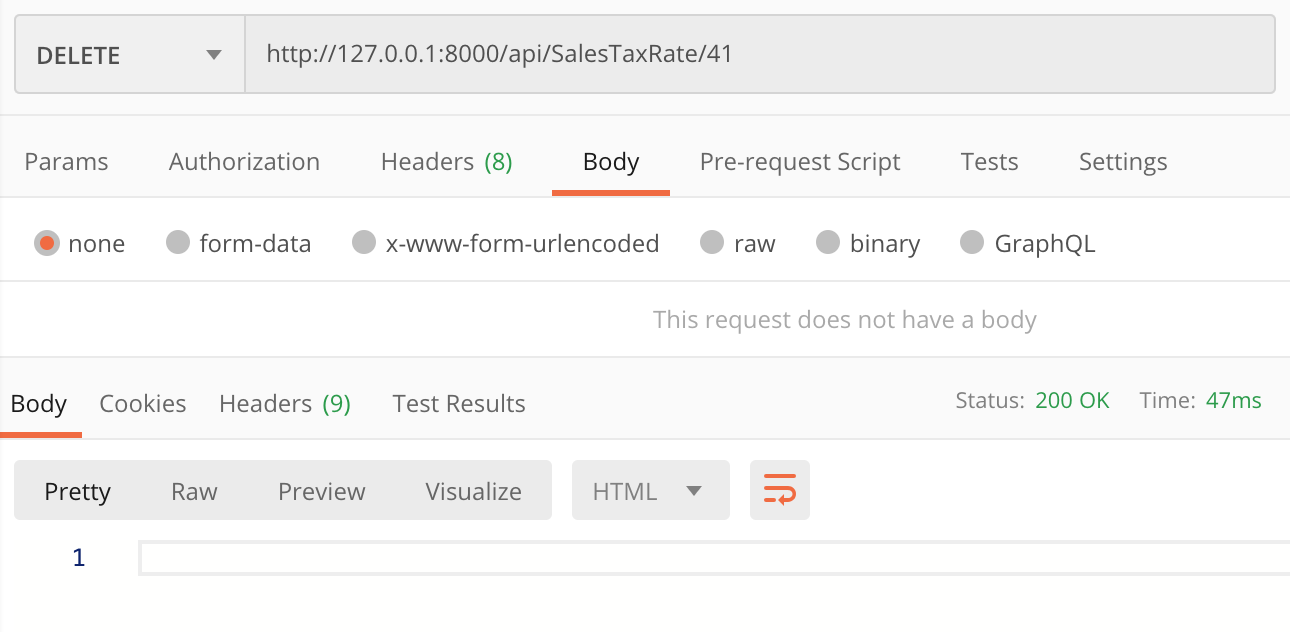 DELETE http://127.0.0.1:8000/api/SalesTaxRate/41
Params Authorization Headers (8) Body Pre-request Script Tests Settings
none form-data x-www-form-urlencoded raw binary GraphQL
This request does not have a body
Body Cookies Headers (9) Test Results Status: 200 OK Time: 47ms
Pretty Raw Preview Visualize HTML
1